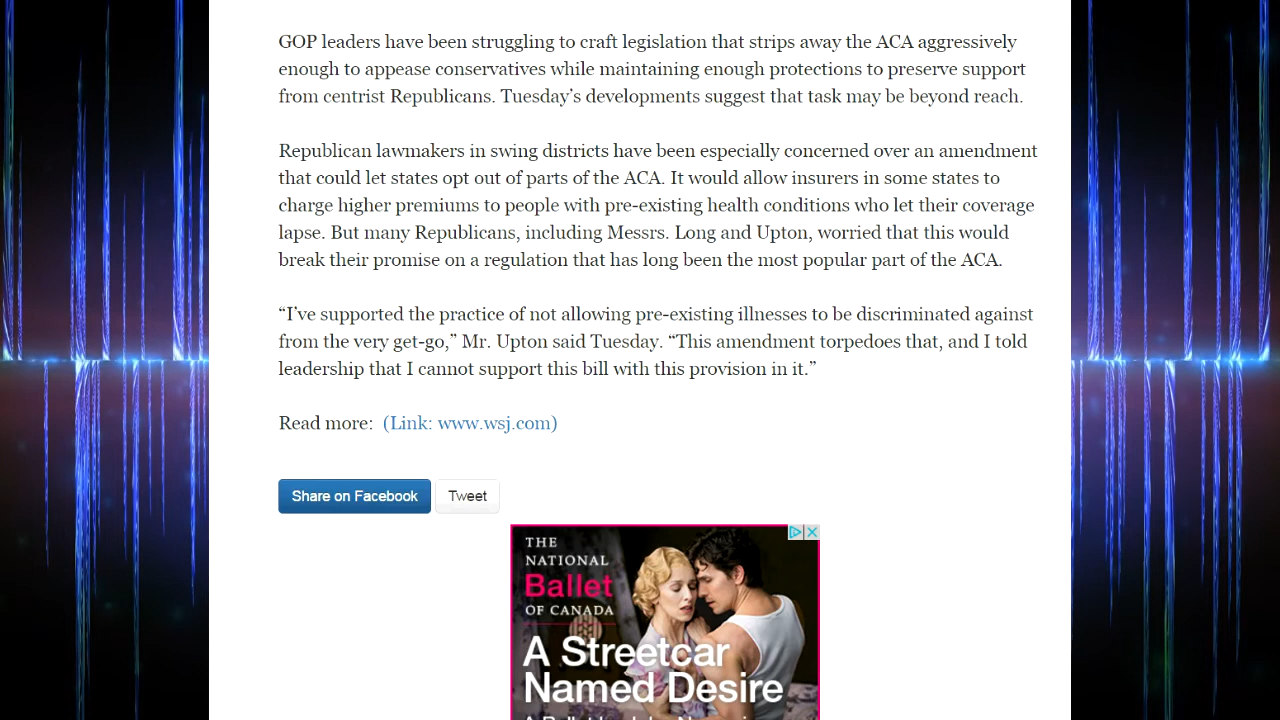 GOP leaders have been struggling to craft legislation that strips away the ACA aggressively
enough to appease conservatives while maintaining enough protections to preserve support
from centrist Republicans. Tuesday’s developments suggest that task may be beyond reach.
Republican lawmakers in swing districts have been especially concerned over an amendment
that could let states opt out of parts of the ACA. It would allow insurers in some states to
charge higher premiums to people with pre-existing health conditions who let their coverage
lapse. But many Republicans, including Messrs. Long and Upton, worried that this would
break their promise on a regulation that has long been the most popular part of the ACA.
“I’ve supported the practice of not allowing pre-existing illnesses to be discriminated against
from the very get-go,” Mr. Upton said Tuesday. “This amendment torpedoes that, and I told
leadership that I cannot support this bill with this provision in it.”
Read more: (Link: www.wsj.com)
Share on Facebook Tweet
THE
NATIONAL
Ballet
OF CANADA
A Streetcar
Named Desire